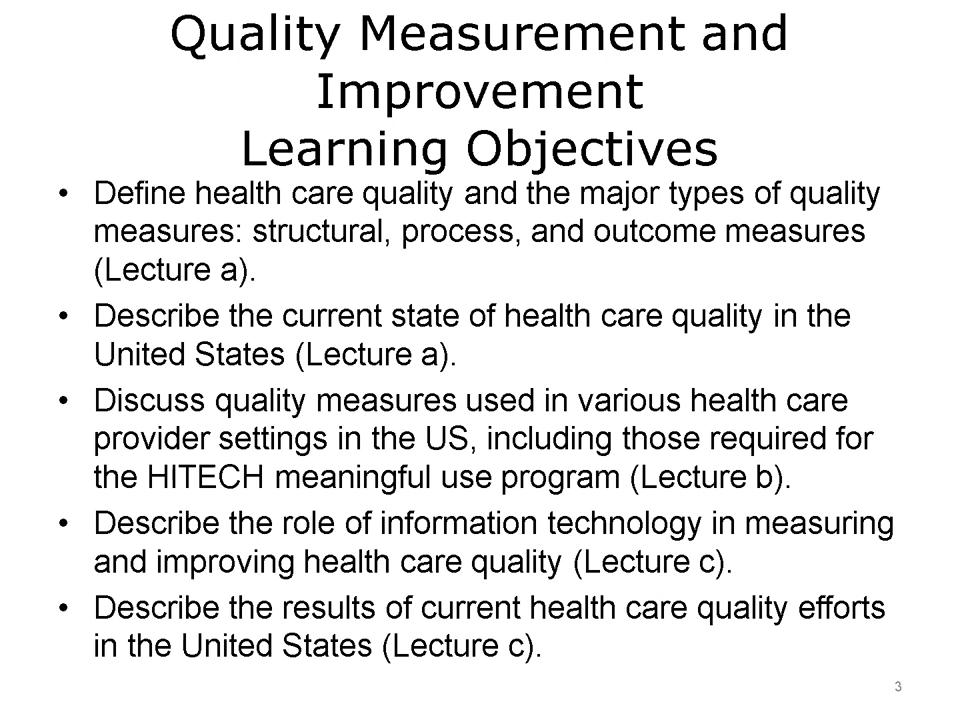 Quality Measurement and
Improvement
Learning Objectives
• Define health care quality and the major types of quality
measures: structural, process, and outcome measures
(Lecture a).
• Describe the current state of health care quality in the
United States (Lecture a).
• Discuss quality measures used in various health care
provider settings in the US, including those required for
the HITECH meaningful use program (Lecture b).
• Describe the role of information technology in measuring
and improving health care quality (Lecture c).
• Describe the results of current health care quality efforts
in the United States (Lecture c).
3